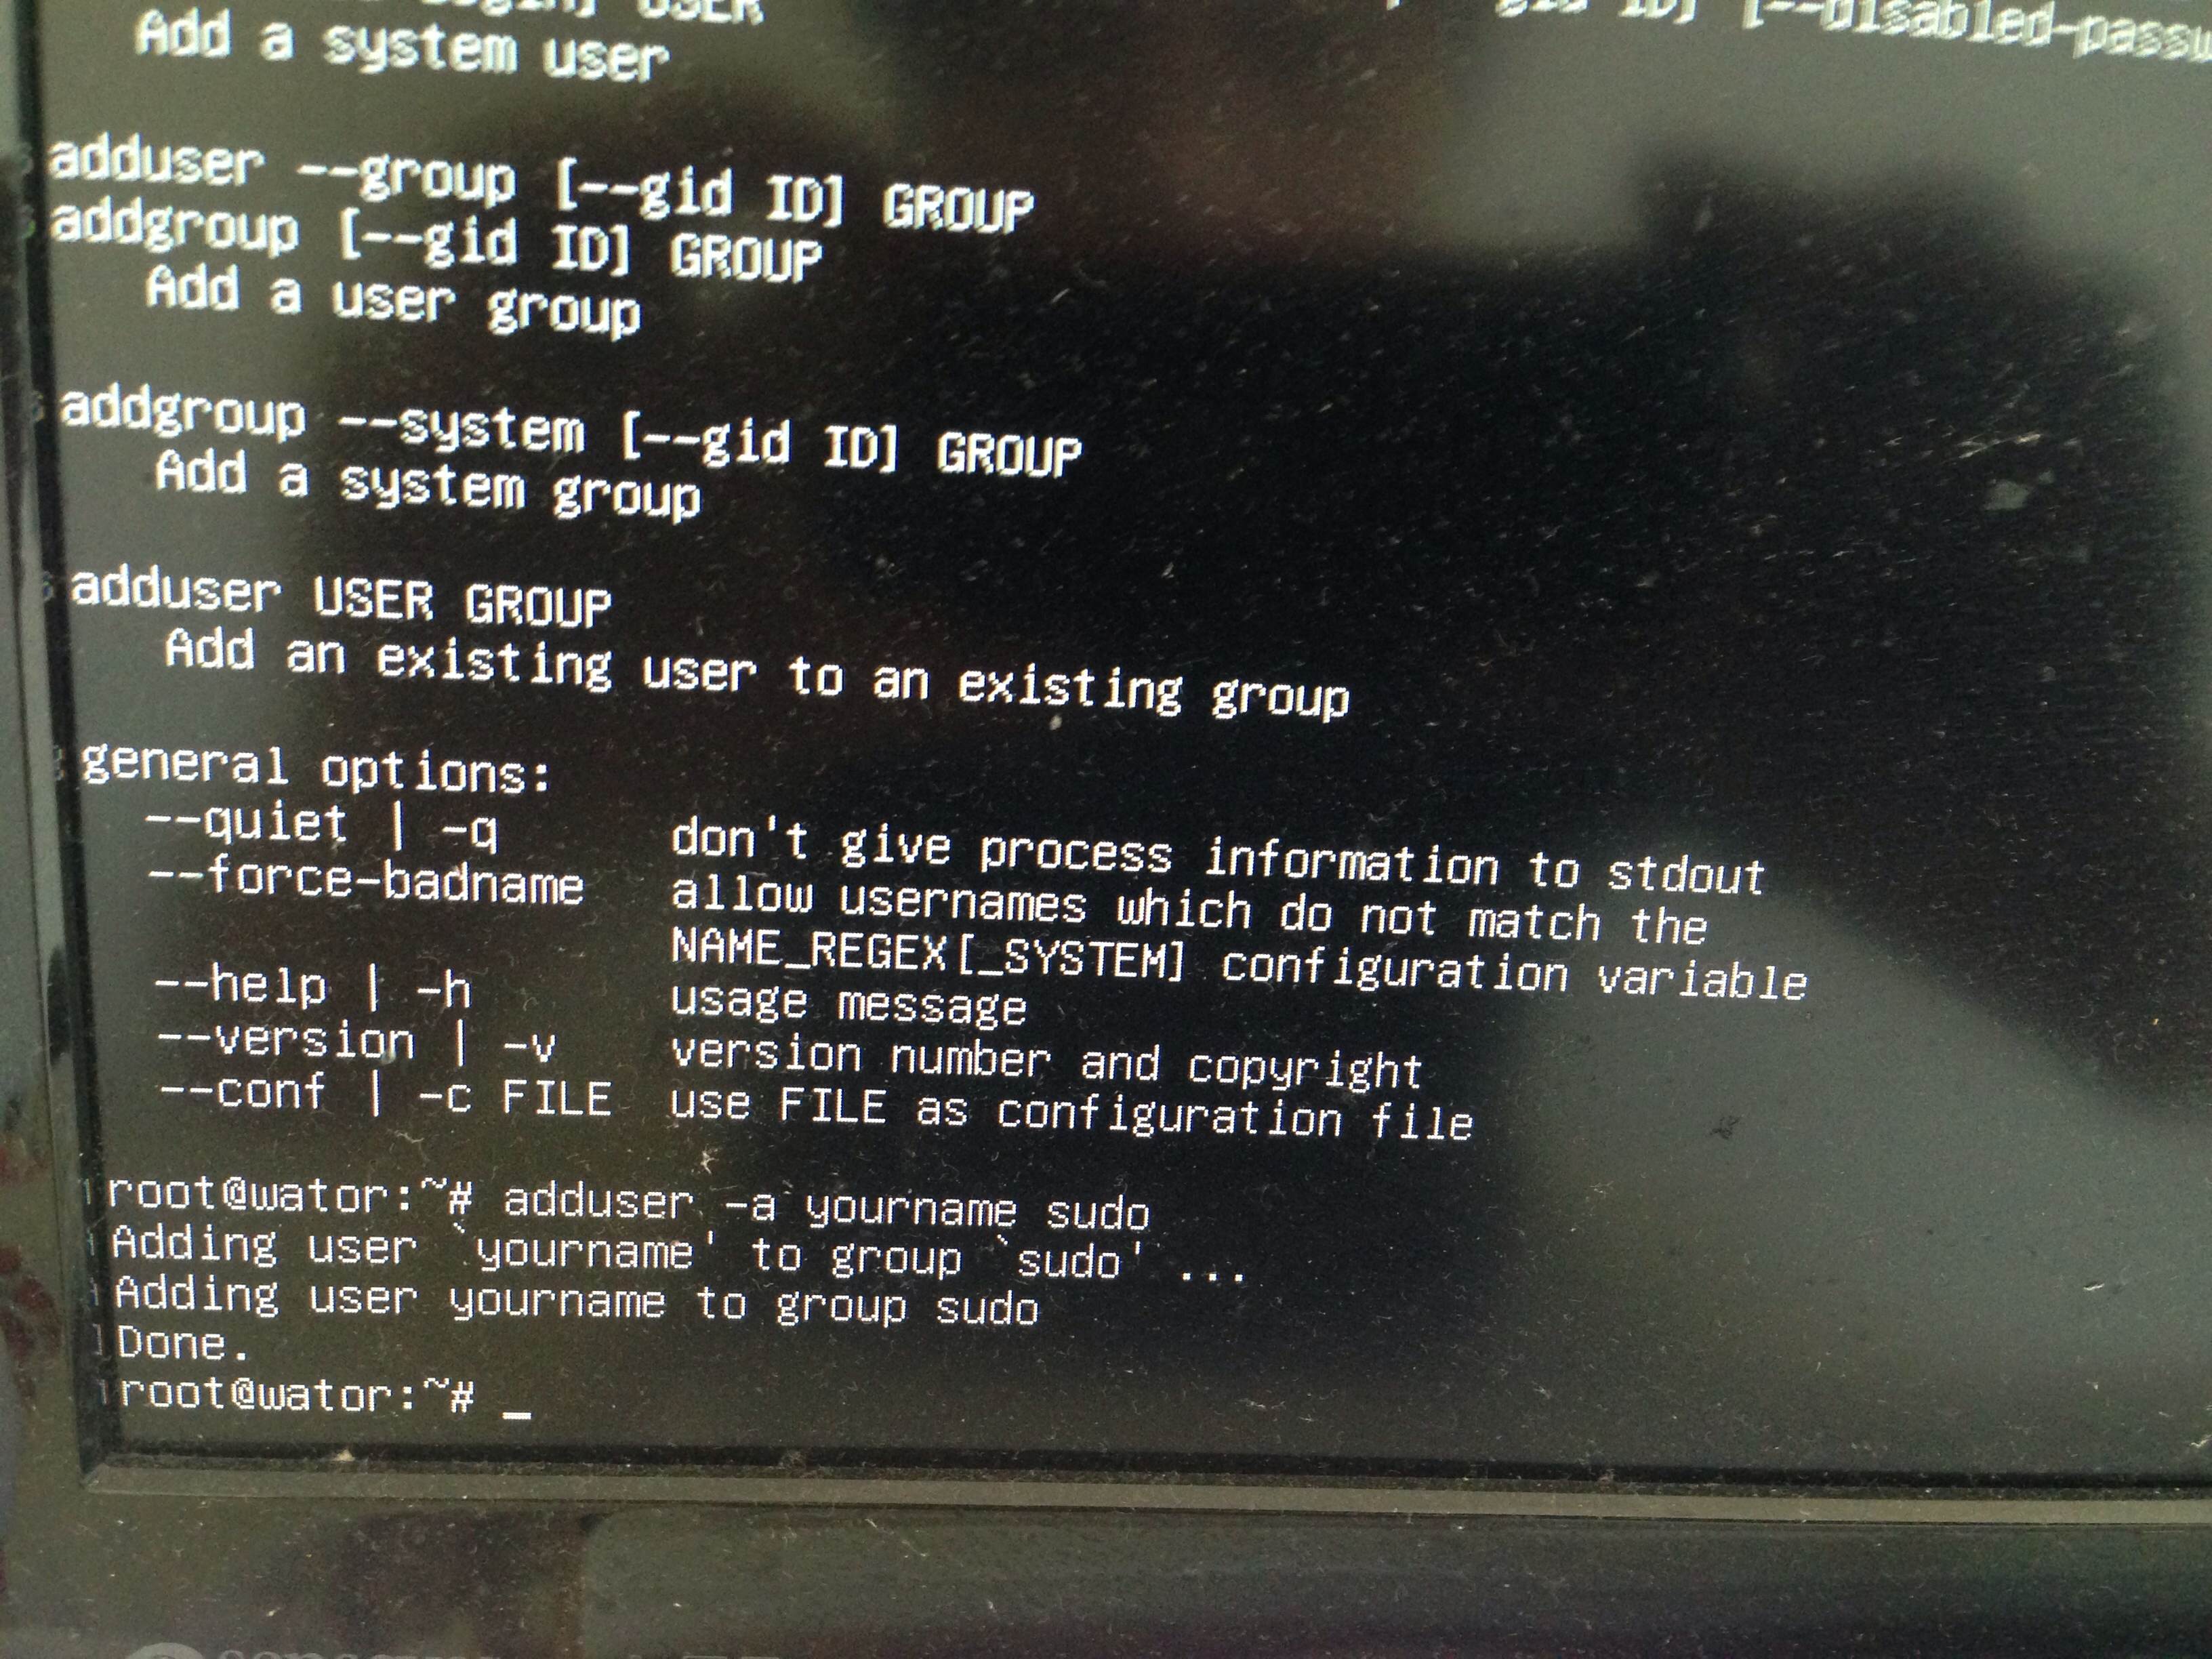 USER ID] [--disabled-passw
Add a system user
adduser --group [--gid ID] GROUP
addgroup [--gid ID] GROUP
Add a user group
addgroup --system [--gid ID] GROUP
Add a system group
adduser USER GROUP
Add an existing user to an existing group
general options:
--quiet | -q don't give process information to stdout
--force-badname allow usernames which do not match the
NAME_REGEX[_SYSTEM] configuration variable
--help | -h usage message
--version | -v version number and copyright
--conf | -c FILE use FILE as configuration file
root@wator:~# adduser -a yourname sudo
Adding user `yourname' to group `sudo' ...
Adding user yourname to group sudo
Done.
root@wator:~# _